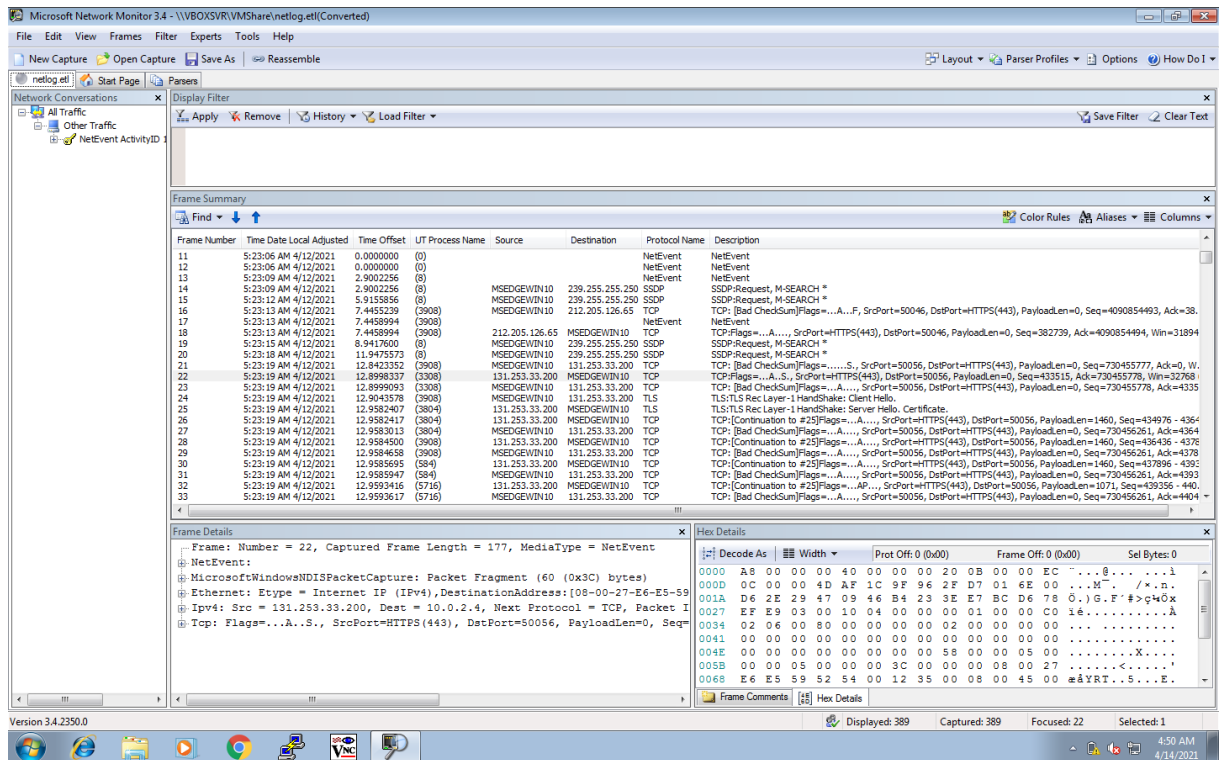 Microsoft Network Monitor 3.4 - \\VBOXSVR\VMShare\netlog.etl(Converted)
File Edit View Frames Filter Experts Tools Help
New Capture Open Capture Save As Reassemble Layout Parser Profiles Options How Do I
netlog.etl Start Page Parsers
Network Conversations x
All Traffic
Other Traffic
NetEvent ActivityID 1
Display Filter x
Apply Remove History Load Filter Save Filter Clear Text
Frame Summary x
Find Color Rules Aliases Columns
Frame Number Time Date Local Adjusted Time Offset UT Process Name Source Destination Protocol Name Description
11 5:23:06 AM 4/12/2021 0.0000000 (0) NetEvent NetEvent
12 5:23:06 AM 4/12/2021 0.0000000 (0) NetEvent NetEvent
13 5:23:09 AM 4/12/2021 2.9002256 (8) NetEvent NetEvent
14 5:23:09 AM 4/12/2021 2.9002256 (8) MSEDGEWIN10 239.255.255.250 SSDP SSDP:Request, M-SEARCH *
15 5:23:12 AM 4/12/2021 5.9155856 (8) MSEDGEWIN10 239.255.255.250 SSDP SSDP:Request, M-SEARCH *
16 5:23:13 AM 4/12/2021 7.4455239 (3908) MSEDGEWIN10 212.205.126.65 TCP TCP: [Bad CheckSum]Flags=...A...F, SrcPort=50046, DstPort=HTTPS(443), PayloadLen=0, Seq=4090854493, Ack=38.
17 5:23:13 AM 4/12/2021 7.4458994 (3908) NetEvent NetEvent
18 5:23:13 AM 4/12/2021 7.4458994 (3908) 212.205.126.65 MSEDGEWIN10 TCP TCP:Flags=...A...., SrcPort=HTTPS(443), DstPort=50046, PayloadLen=0, Seq=382739, Ack=4090854494, Win=31894
19 5:23:15 AM 4/12/2021 8.9417600 (8) MSEDGEWIN10 239.255.255.250 SSDP SSDP:Request, M-SEARCH *
20 5:23:18 AM 4/12/2021 11.9475573 (8) MSEDGEWIN10 239.255.255.250 SSDP SSDP:Request, M-SEARCH *
21 5:23:19 AM 4/12/2021 12.8423352 (3908) MSEDGEWIN10 131.253.33.200 TCP TCP: [Bad CheckSum]Flags=......S., SrcPort=50056, DstPort=HTTPS(443), PayloadLen=0, Seq=730455777, Ack=0, W.
22 5:23:19 AM 4/12/2021 12.8998337 (3308) 131.253.33.200 MSEDGEWIN10 TCP TCP:Flags=...A..S., SrcPort=HTTPS(443), DstPort=50056, PayloadLen=0, Seq=433515, Ack=730455778, Win=32768
23 5:23:19 AM 4/12/2021 12.8999093 (3308) MSEDGEWIN10 131.253.33.200 TCP TCP: [Bad CheckSum]Flags=...A...., SrcPort=50056, DstPort=HTTPS(443), PayloadLen=0, Seq=730455778, Ack=4335
24 5:23:19 AM 4/12/2021 12.9043578 (3908) MSEDGEWIN10 131.253.33.200 TLS TLS:TLS Rec Layer-1 HandShake: Client Hello.
25 5:23:19 AM 4/12/2021 12.9582407 (3804) 131.253.33.200 MSEDGEWIN10 TLS TLS:TLS Rec Layer-1 HandShake: Server Hello. Certificate.
26 5:23:19 AM 4/12/2021 12.9582417 (3804) 131.253.33.200 MSEDGEWIN10 TCP TCP:[Continuation to #25]Flags=...A...., SrcPort=HTTPS(443), DstPort=50056, PayloadLen=1460, Seq=434976 - 4364
27 5:23:19 AM 4/12/2021 12.9583013 (3804) MSEDGEWIN10 131.253.33.200 TCP TCP: [Bad CheckSum]Flags=...A...., SrcPort=50056, DstPort=HTTPS(443), PayloadLen=0, Seq=730456261, Ack=4364
28 5:23:19 AM 4/12/2021 12.9584500 (3908) 131.253.33.200 MSEDGEWIN10 TCP TCP:[Continuation to #25]Flags=...A...., SrcPort=HTTPS(443), DstPort=50056, PayloadLen=1460, Seq=436436 - 4378
29 5:23:19 AM 4/12/2021 12.9584658 (3908) MSEDGEWIN10 131.253.33.200 TCP TCP: [Bad CheckSum]Flags=...A...., SrcPort=50056, DstPort=HTTPS(443), PayloadLen=0, Seq=730456261, Ack=4378
30 5:23:19 AM 4/12/2021 12.9585695 (584) 131.253.33.200 MSEDGEWIN10 TCP TCP:[Continuation to #25]Flags=...A...., SrcPort=HTTPS(443), DstPort=50056, PayloadLen=1460, Seq=437896 - 4393
31 5:23:19 AM 4/12/2021 12.9585947 (584) MSEDGEWIN10 131.253.33.200 TCP TCP: [Bad CheckSum]Flags=...A...., SrcPort=50056, DstPort=HTTPS(443), PayloadLen=0, Seq=730456261, Ack=4393
32 5:23:19 AM 4/12/2021 12.9593416 (5716) 131.253.33.200 MSEDGEWIN10 TCP TCP:[Continuation to #25]Flags=...AP..., SrcPort=HTTPS(443), DstPort=50056, PayloadLen=1071, Seq=439356 - 440.
33 5:23:19 AM 4/12/2021 12.9593617 (5716) MSEDGEWIN10 131.253.33.200 TCP TCP: [Bad CheckSum]Flags=...A...., SrcPort=50056, DstPort=HTTPS(443), PayloadLen=0, Seq=730456261, Ack=4404
Frame Details x
Frame: Number = 22, Captured Frame Length = 177, MediaType = NetEvent
NetEvent:
MicrosoftWindowsNDISPacketCapture: Packet Fragment (60 (0x3C) bytes)
Ethernet: Etype = Internet IP (IPv4),DestinationAddress:[08-00-27-E6-E5-59
Ipv4: Src = 131.253.33.200, Dest = 10.0.2.4, Next Protocol = TCP, Packet I
Tcp: Flags=...A..S., SrcPort=HTTPS(443), DstPort=50056, PayloadLen=0, Seq=
Hex Details x
Decode As Width Prot Off: 0 (0x00) Frame Off: 0 (0x00) Sel Bytes: 0
0000 A8 00 00 00 40 00 00 00 20 0B 00 00 EC ¨...@... ...ì
000D 0C 00 00 4D AF 1C 9F 96 2F D7 01 6E 00 ...M¯. /×.n.
001A D6 2E 29 47 09 46 B4 23 3E E7 BC D6 78 Ö.)G.F´#>ç¼Öx
0027 EF E9 03 00 10 04 00 00 00 01 00 00 C0 ïé..........À
0034 02 06 00 80 00 00 00 00 02 00 00 00 00
0041 00 00 00 00 00 00 00 00 00 00 00 00 00 .............
004E 00 00 00 00 00 00 00 58 00 00 05 00 00 .......X.....
005B 00 00 05 00 00 00 3C 00 00 00 08 00 27 ......<.....'
0068 E6 E5 59 52 54 00 12 35 00 08 00 45 00 æåYRT..5...E.
Frame Comments Hex Details
Version 3.4.2350.0 Displayed: 389 Captured: 389 Focused: 22 Selected: 1
VNC
4:50 AM
4/14/2021